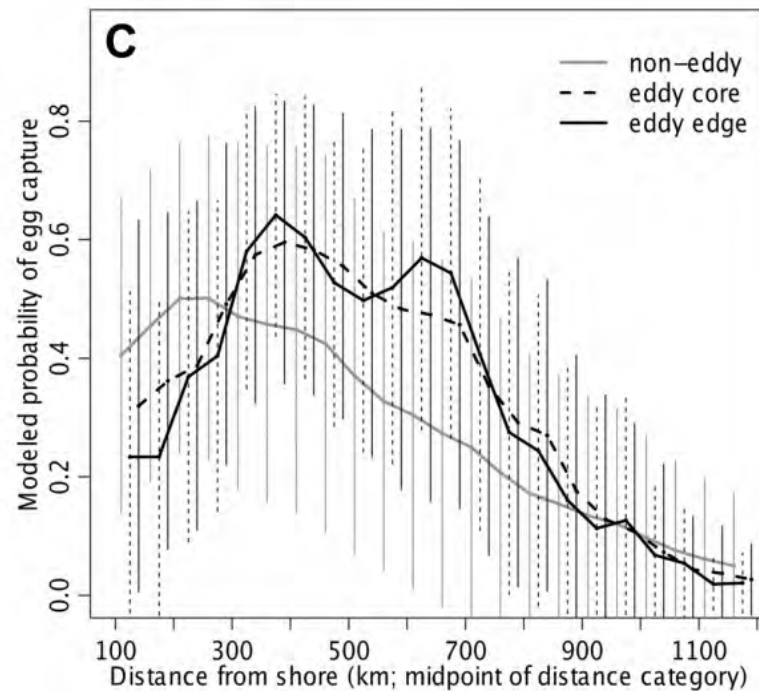 C
non−eddy
eddy core
eddy edge
Modeled probability of egg capture
0.8
0.6
0.4
0.2
0.0
100 300 500 700 900 1100
Distance from shore (km; midpoint of distance category)